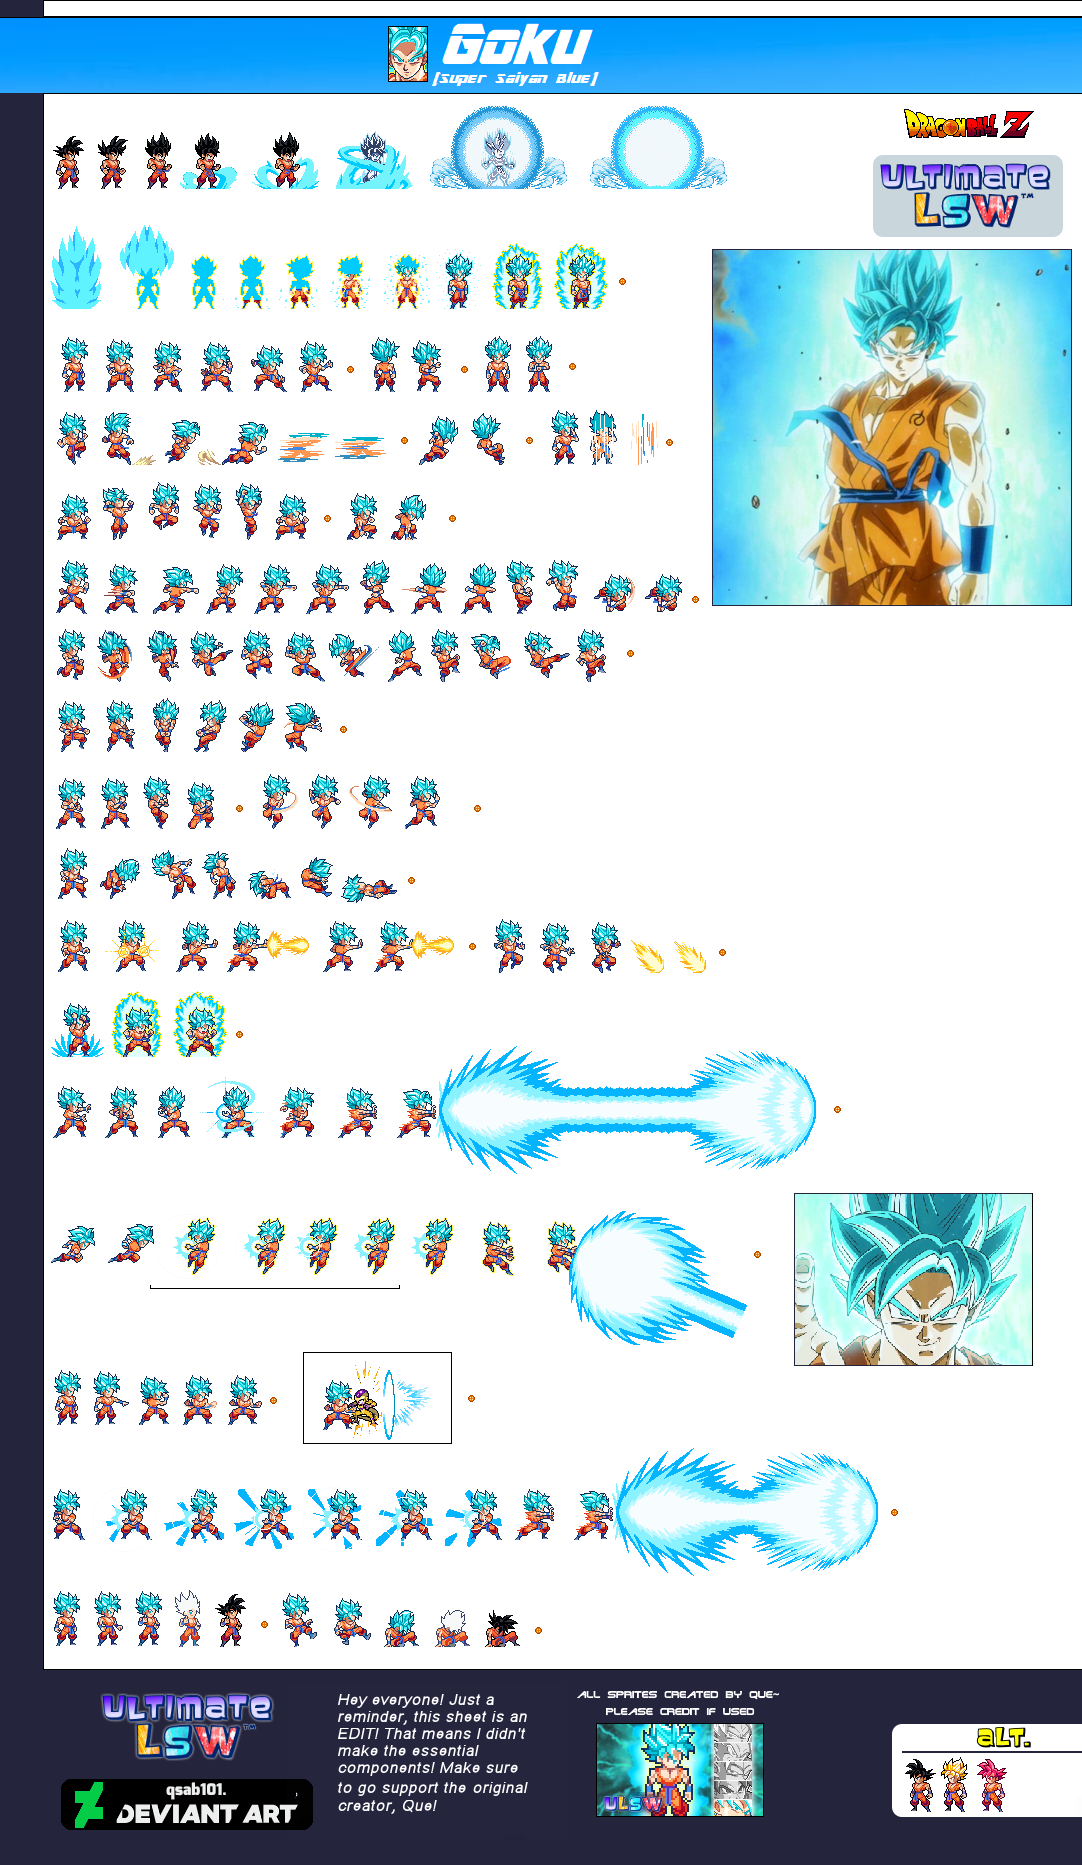 Goku
[Super Saiyan Blue]
DRAGON BALL Z
ULTIMATE
LSW™
ULTIMATE
LSW™
qsab101.
DEVIANT ART
Hey everyone! Just a
reminder, this sheet is an
EDIT! That means I didn't
make the essential
components! Make sure
to go support the original
creator, Que!
ALL SPRITES CREATED BY QUE~
PLEASE CREDIT IF USED
ULSW
ALT.